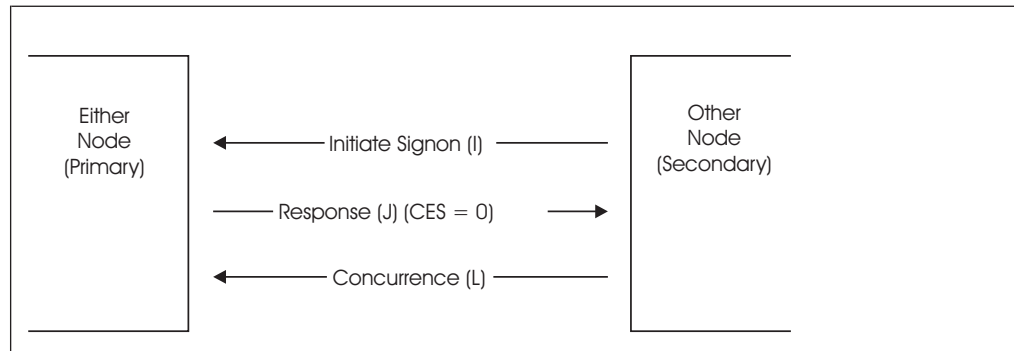 Either
Node
(Primary)
Other
Node
(Secondary)
Initiate Signon (I)
Response (J) (CES = 0)
Concurrence (L)